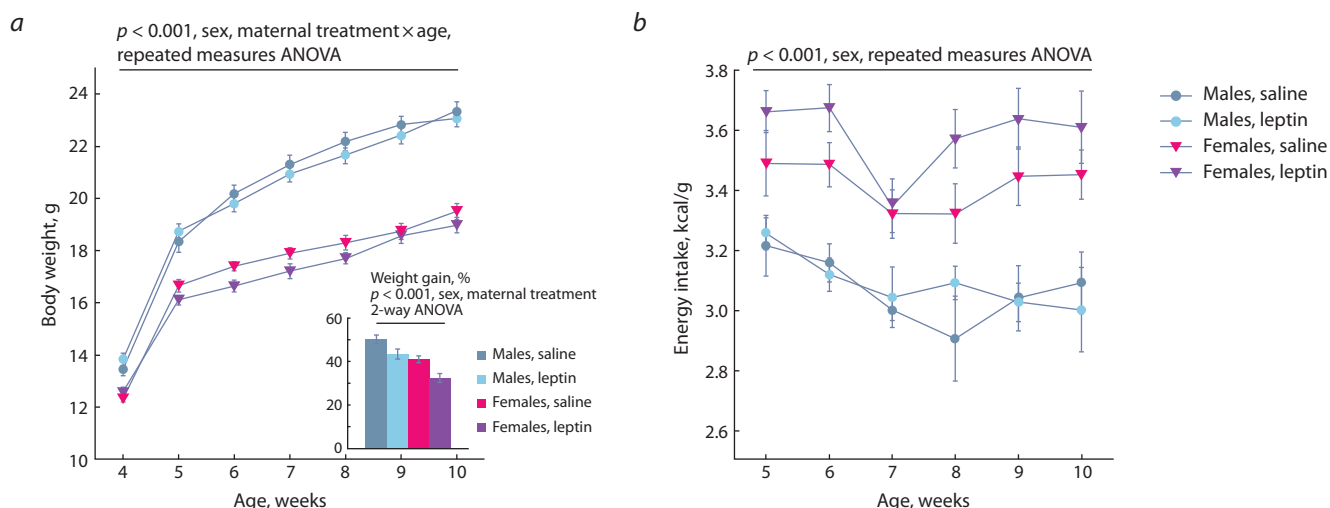 a
p < 0.001, sex, maternal treatment × age,
repeated measures ANOVA
Body weight, g
24
22
20
18
16
14
12
10
4 5 6 7 8 9 10
Age, weeks
Weight gain, %
p < 0.001, sex, maternal treatment
2-way ANOVA
60
40
20
0
Males, saline
Males, leptin
Females, saline
Females, leptin
b
p < 0.001, sex, repeated measures ANOVA
Energy intake, kcal/g
3.8
3.6
3.4
3.2
3.0
2.8
2.6
5 6 7 8 9 10
Age, weeks
Males, saline
Males, leptin
Females, saline
Females, leptin